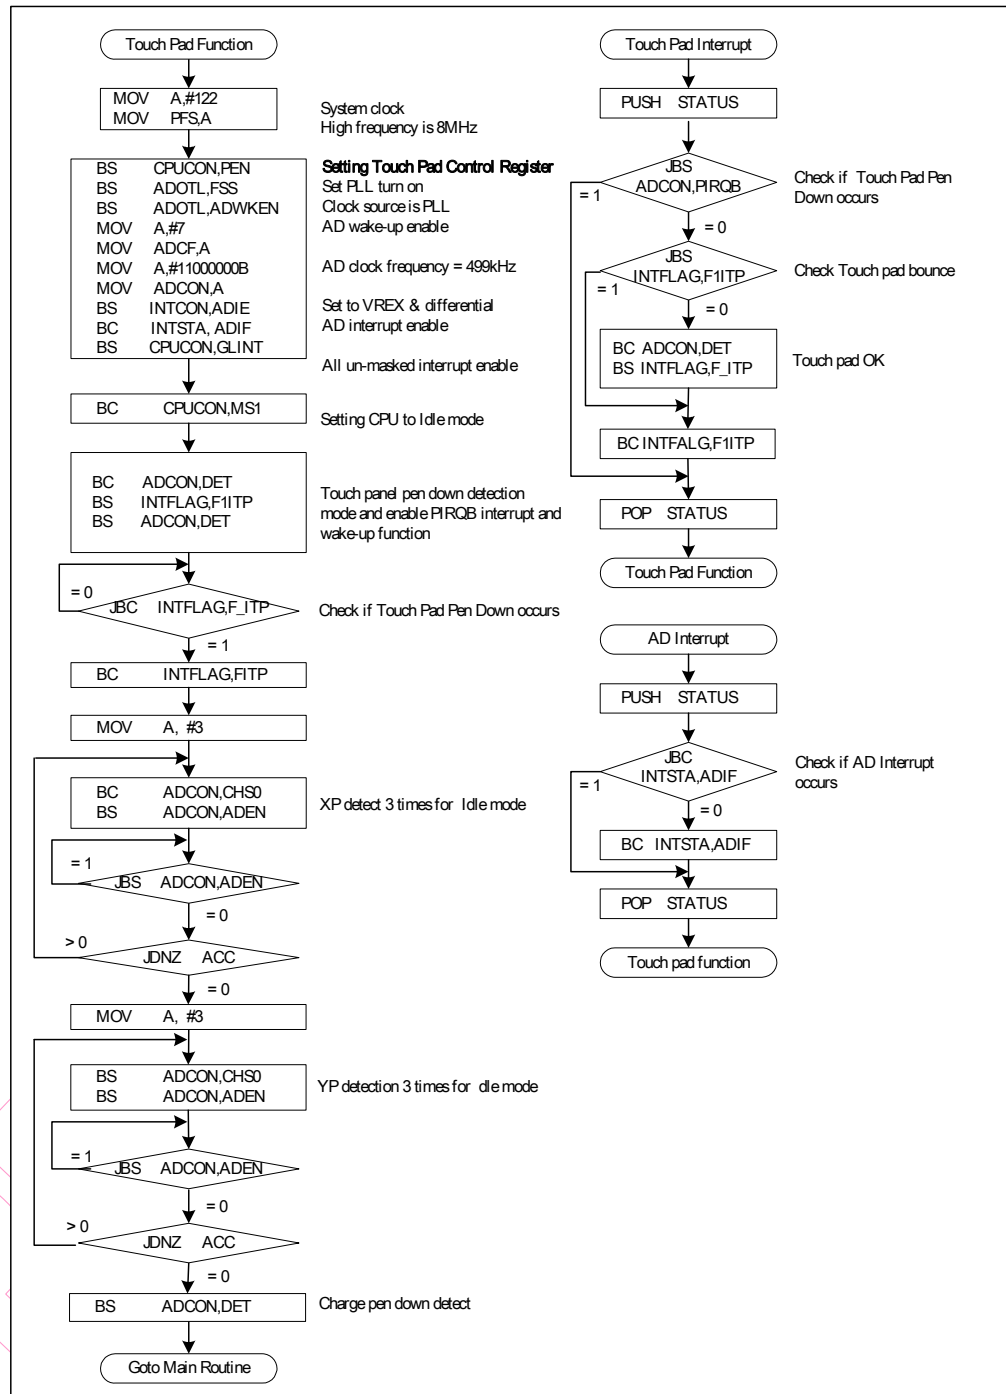 Touch Pad Function
MOV A,#122
MOV PFS,A
System clock
High frequency is 8MHz
BS CPUCON,PEN
BS ADOTL,FSS
BS ADOTL,ADWKEN
MOV A,#7
MOV ADCF,A
MOV A,#11000000B
MOV ADCON,A
BS INTCON,ADIE
BC INTSTA, ADIF
BS CPUCON,GLINT
Setting Touch Pad Control Register
Set PLL turn on
Clock source is PLL
AD wake-up enable
AD clock frequency = 499kHz
Set to VREX & differential
AD interrupt enable
All un-masked interrupt enable
BC CPUCON,MS1
Setting CPU to Idle mode
BC ADCON,DET
BS INTFLAG,F1ITP
BS ADCON,DET
Touch panel pen down detection
mode and enable PIRQB interrupt and
wake-up function
= 0
JBC INTFLAG,F_ITP
Check if Touch Pad Pen Down occurs
= 1
BC INTFLAG,FITP
MOV A, #3
BC ADCON,CHS0
BS ADCON,ADEN
XP detect 3 times for Idle mode
= 1
JBS ADCON,ADEN
= 0
> 0
JDNZ ACC
= 0
MOV A, #3
BS ADCON,CHS0
BS ADCON,ADEN
YP detection 3 times for dle mode
= 1
JBS ADCON,ADEN
= 0
> 0
JDNZ ACC
= 0
BS ADCON,DET
Charge pen down detect
Goto Main Routine
Touch Pad Interrupt
PUSH STATUS
JBS
ADCON,PIRQB
Check if Touch Pad Pen
Down occurs
= 1
= 0
JBS
INTFLAG,F1ITP
Check Touch pad bounce
= 1
= 0
BC ADCON,DET
BS INTFLAG,F_ITP
Touch pad OK
BC INTFALG,F1ITP
POP STATUS
Touch Pad Function
AD Interrupt
PUSH STATUS
JBC
INTSTA,ADIF
Check if AD Interrupt
occurs
= 1
= 0
BC INTSTA,ADIF
POP STATUS
Touch pad function